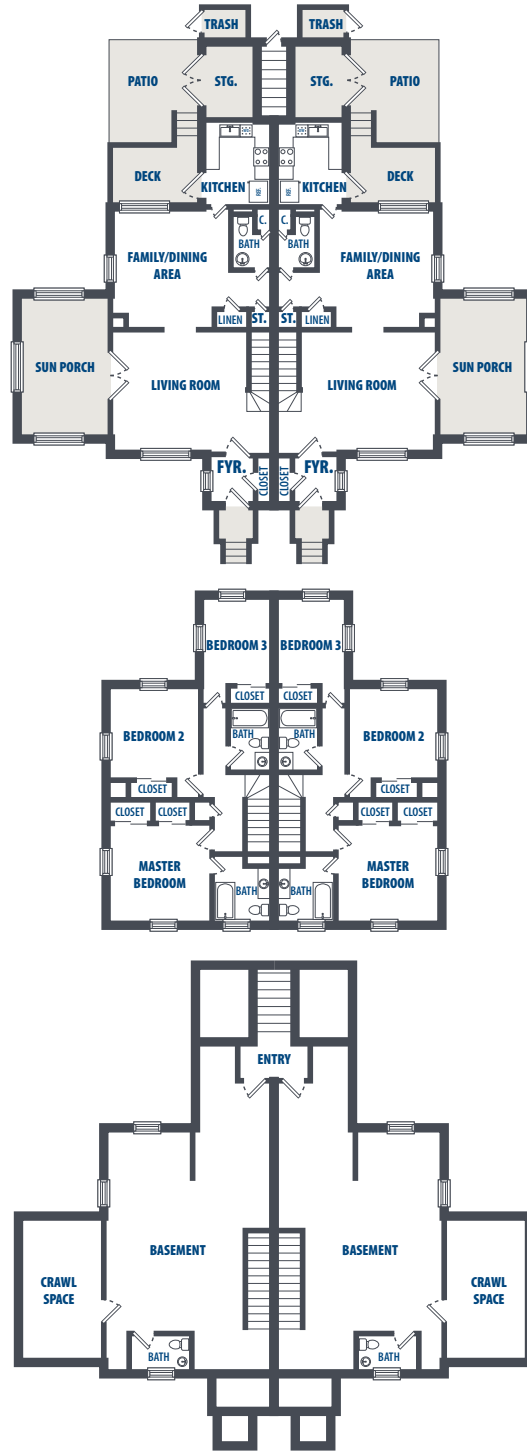 TRASH TRASH
PATIO STG. STG. PATIO
DECK KITCHEN REF. REF. KITCHEN DECK
C. C.
BATH BATH
FAMILY/DINING
AREA
FAMILY/DINING
AREA
LINEN ST. ST. LINEN
SUN PORCH LIVING ROOM LIVING ROOM SUN PORCH
FYR. CLOSET CLOSET FYR.
BEDROOM 3 BEDROOM 3
CLOSET CLOSET
BEDROOM 2 BATH BATH BEDROOM 2
CLOSET CLOSET
CLOSET CLOSET CLOSET CLOSET
MASTER
BEDROOM
MASTER
BEDROOM
BATH BATH
ENTRY
BASEMENT BASEMENT
CRAWL
SPACE
CRAWL
SPACE
BATH BATH